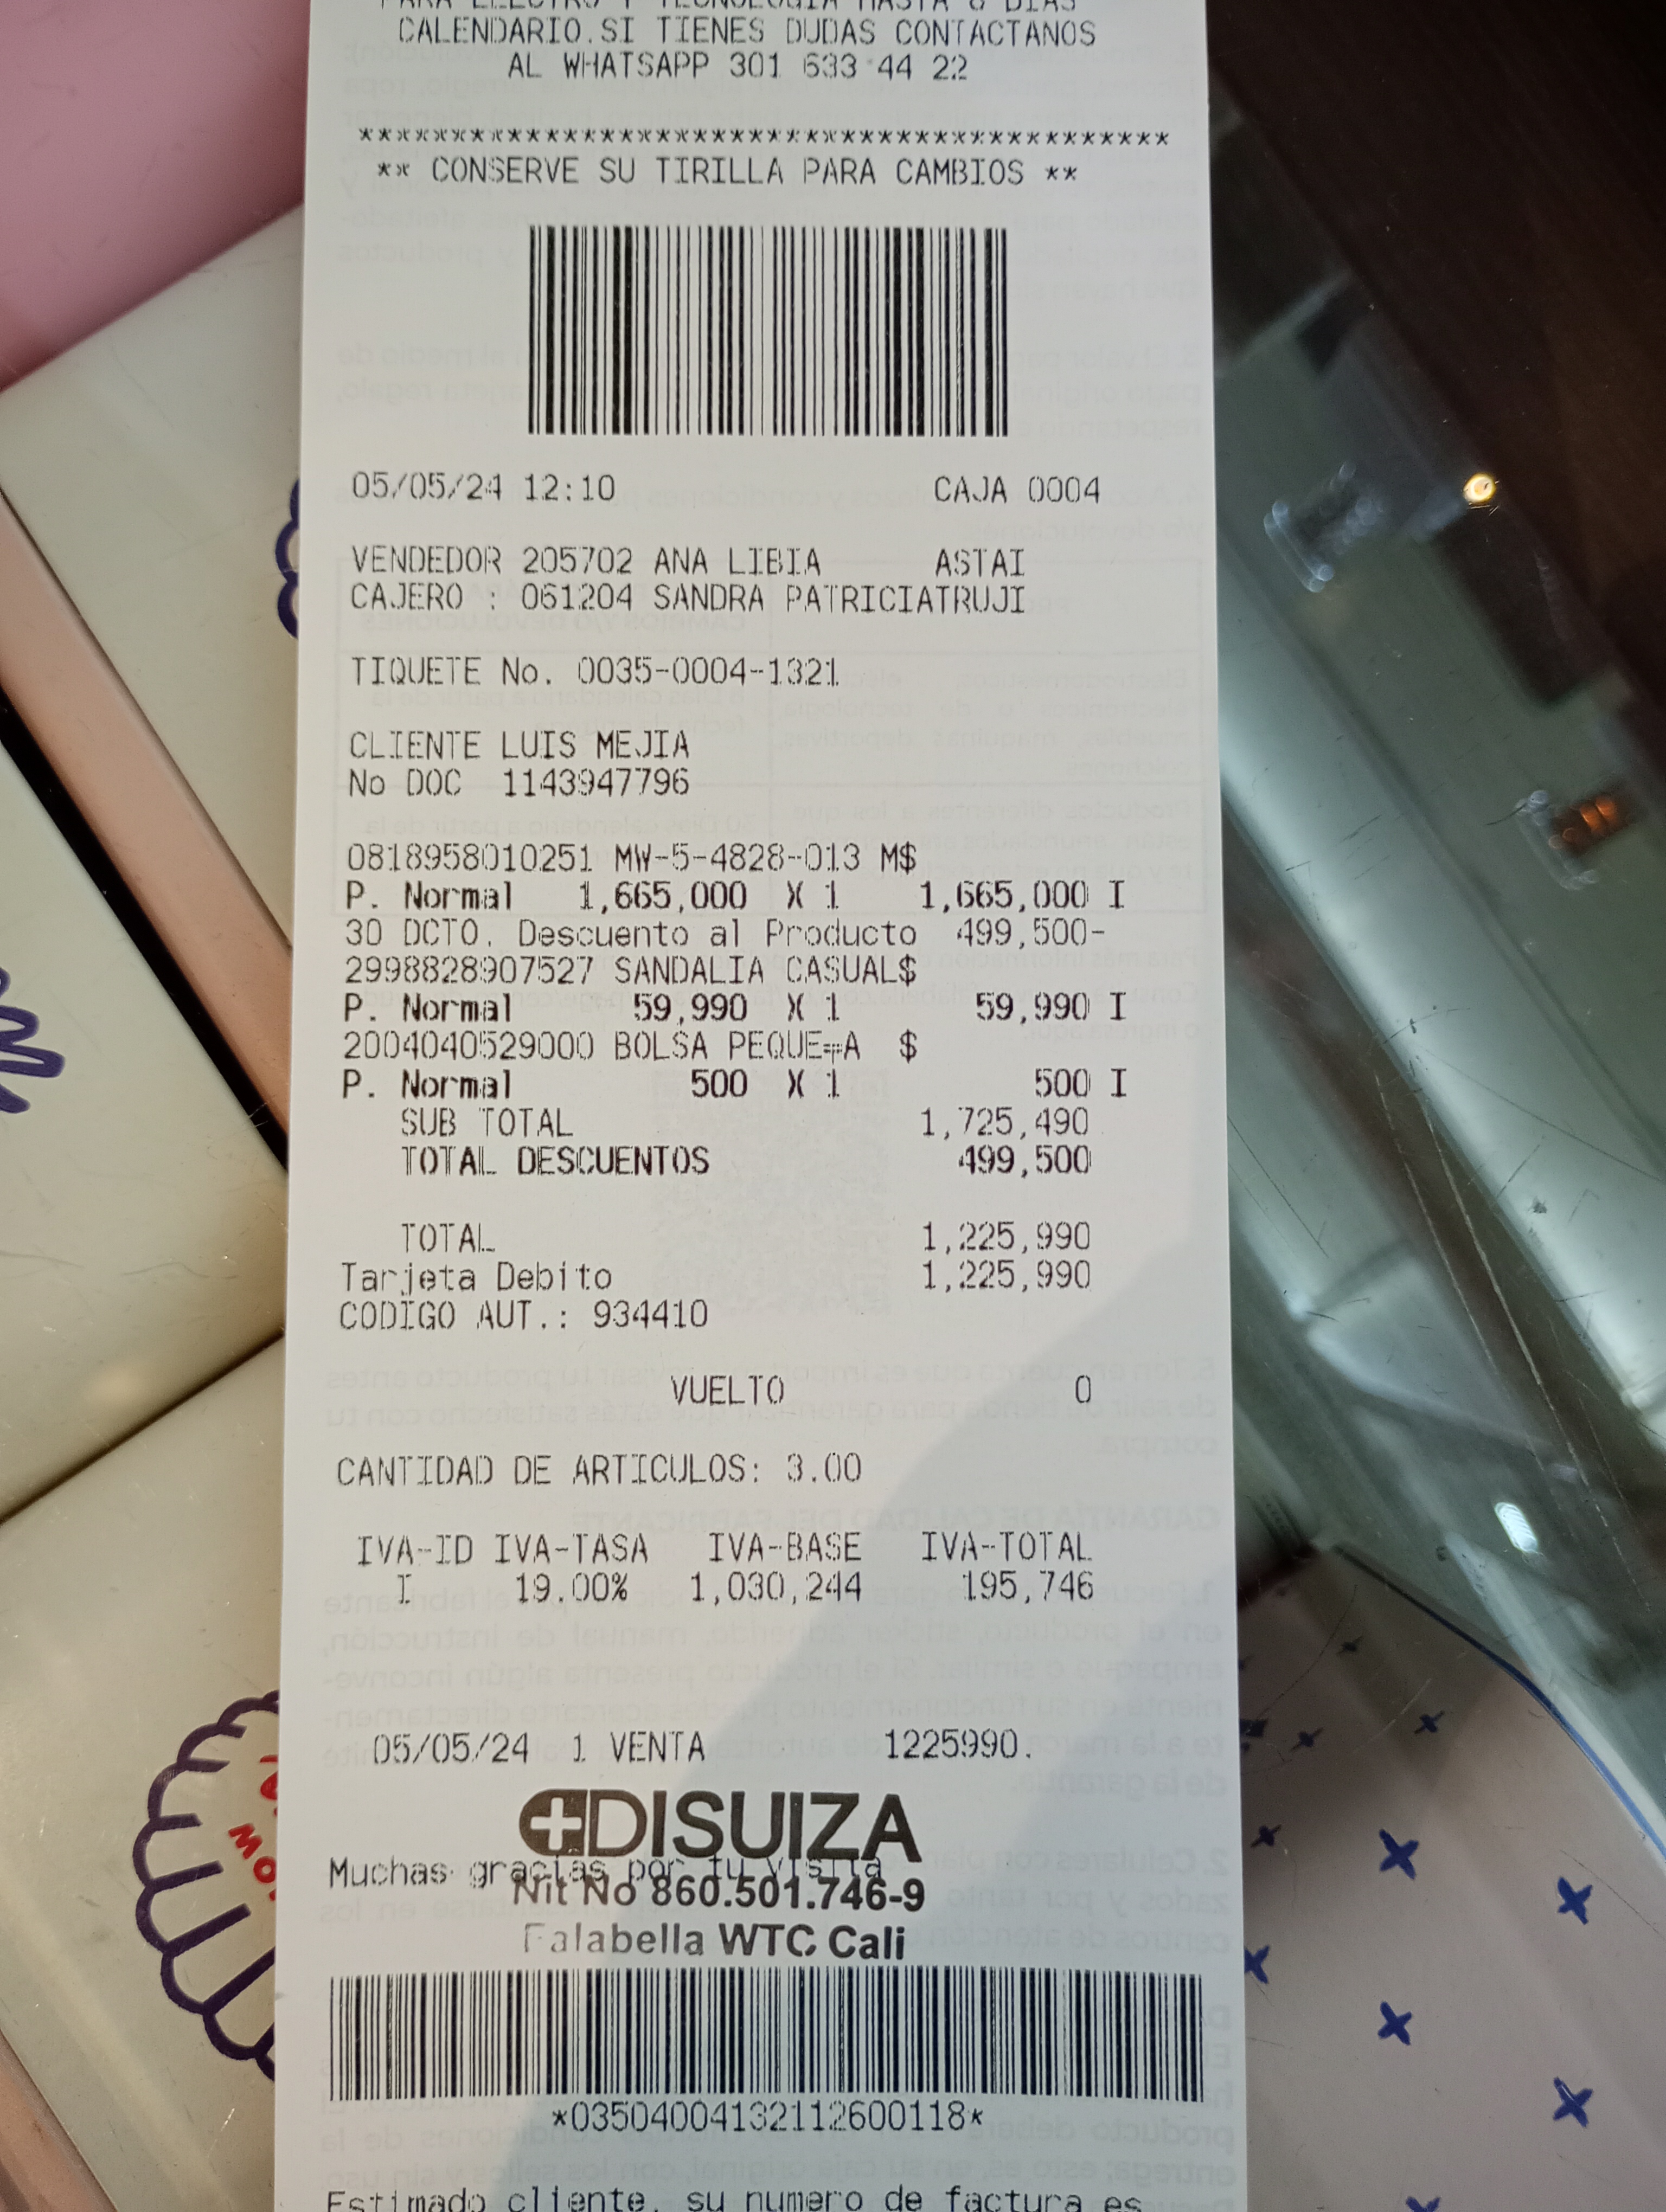 PARA ELECTRO Y TECNOLOGIA HASTA 8 DIAS
CALENDARIO.SI TIENES DUDAS CONTACTANOS
AL WHATSAPP 301 633 44 22
********************************************
** CONSERVE SU TIRILLA PARA CAMBIOS **
05/05/24 12:10 CAJA 0004
VENDEDOR 205702 ANA LIBIA ASTAI
CAJERO : 061204 SANDRA PATRICIATRUJI
TIQUETE No. 0035-0004-1321
CLIENTE LUIS MEJIA
No DOC 1143947796
0818958010251 MW-5-4828-013 M$
P. Normal 1,665,000 X 1 1,665,000 I
30 DCTO. Descuento al Producto 499,500-
2998828907527 SANDALIA CASUAL$
P. Normal 59,990 X 1 59,990 I
2004040529000 BOLSA PEQUE╤A $
P. Normal 500 X 1 500 I
SUB TOTAL 1,725,490
TOTAL DESCUENTOS 499,500
TOTAL 1,225,990
Tarjeta Debito 1,225,990
CODIGO AUT.: 934410
VUELTO 0
CANTIDAD DE ARTICULOS: 3.00
IVA-ID IVA-TASA IVA-BASE IVA-TOTAL
I 19.00% 1,030,244 195,746
05/05/24 1 VENTA 1225990.
DISUIZA
Muchas gracias por tu visita
Nit No 860.501.746-9
Falabella WTC Cali
*03504004132112600118*
Estimado cliente, su numero de factura es